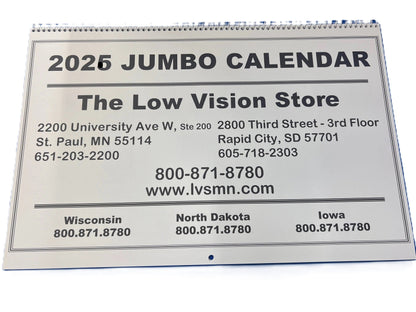 2025 JUMBO CALENDAR
The Low Vision Store
2200 University Ave W, Ste 200 2800 Third Street - 3rd Floor
St. Paul, MN 55114 Rapid City, SD 57701
651-203-2200 605-718-2303
800-871-8780
www.lvsmn.com
Wisconsin North Dakota Iowa
800.871.8780 800.871.8780 800.871.8780